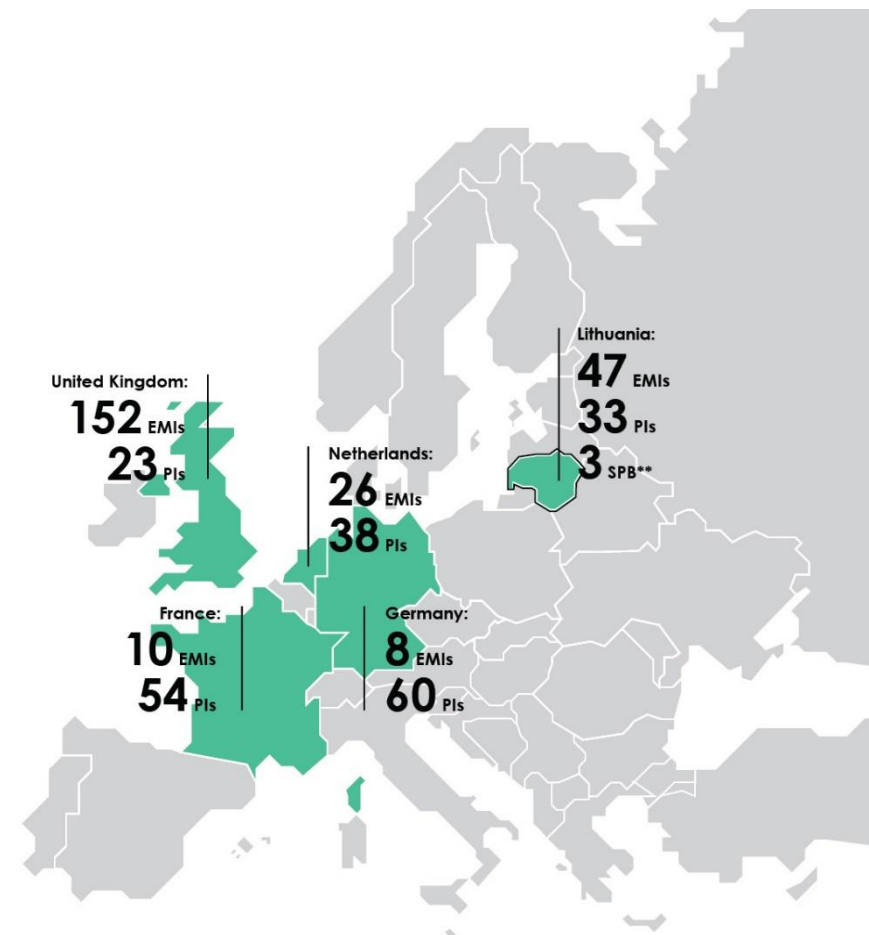 Lithuania:
47 EMIs
33 PIs
3 SPB**
United Kingdom:
152 EMIs
23 PIs
Netherlands:
26 EMIs
38 PIs
France:
10 EMIs
54 PIs
Germany:
8 EMIs
60 PIs